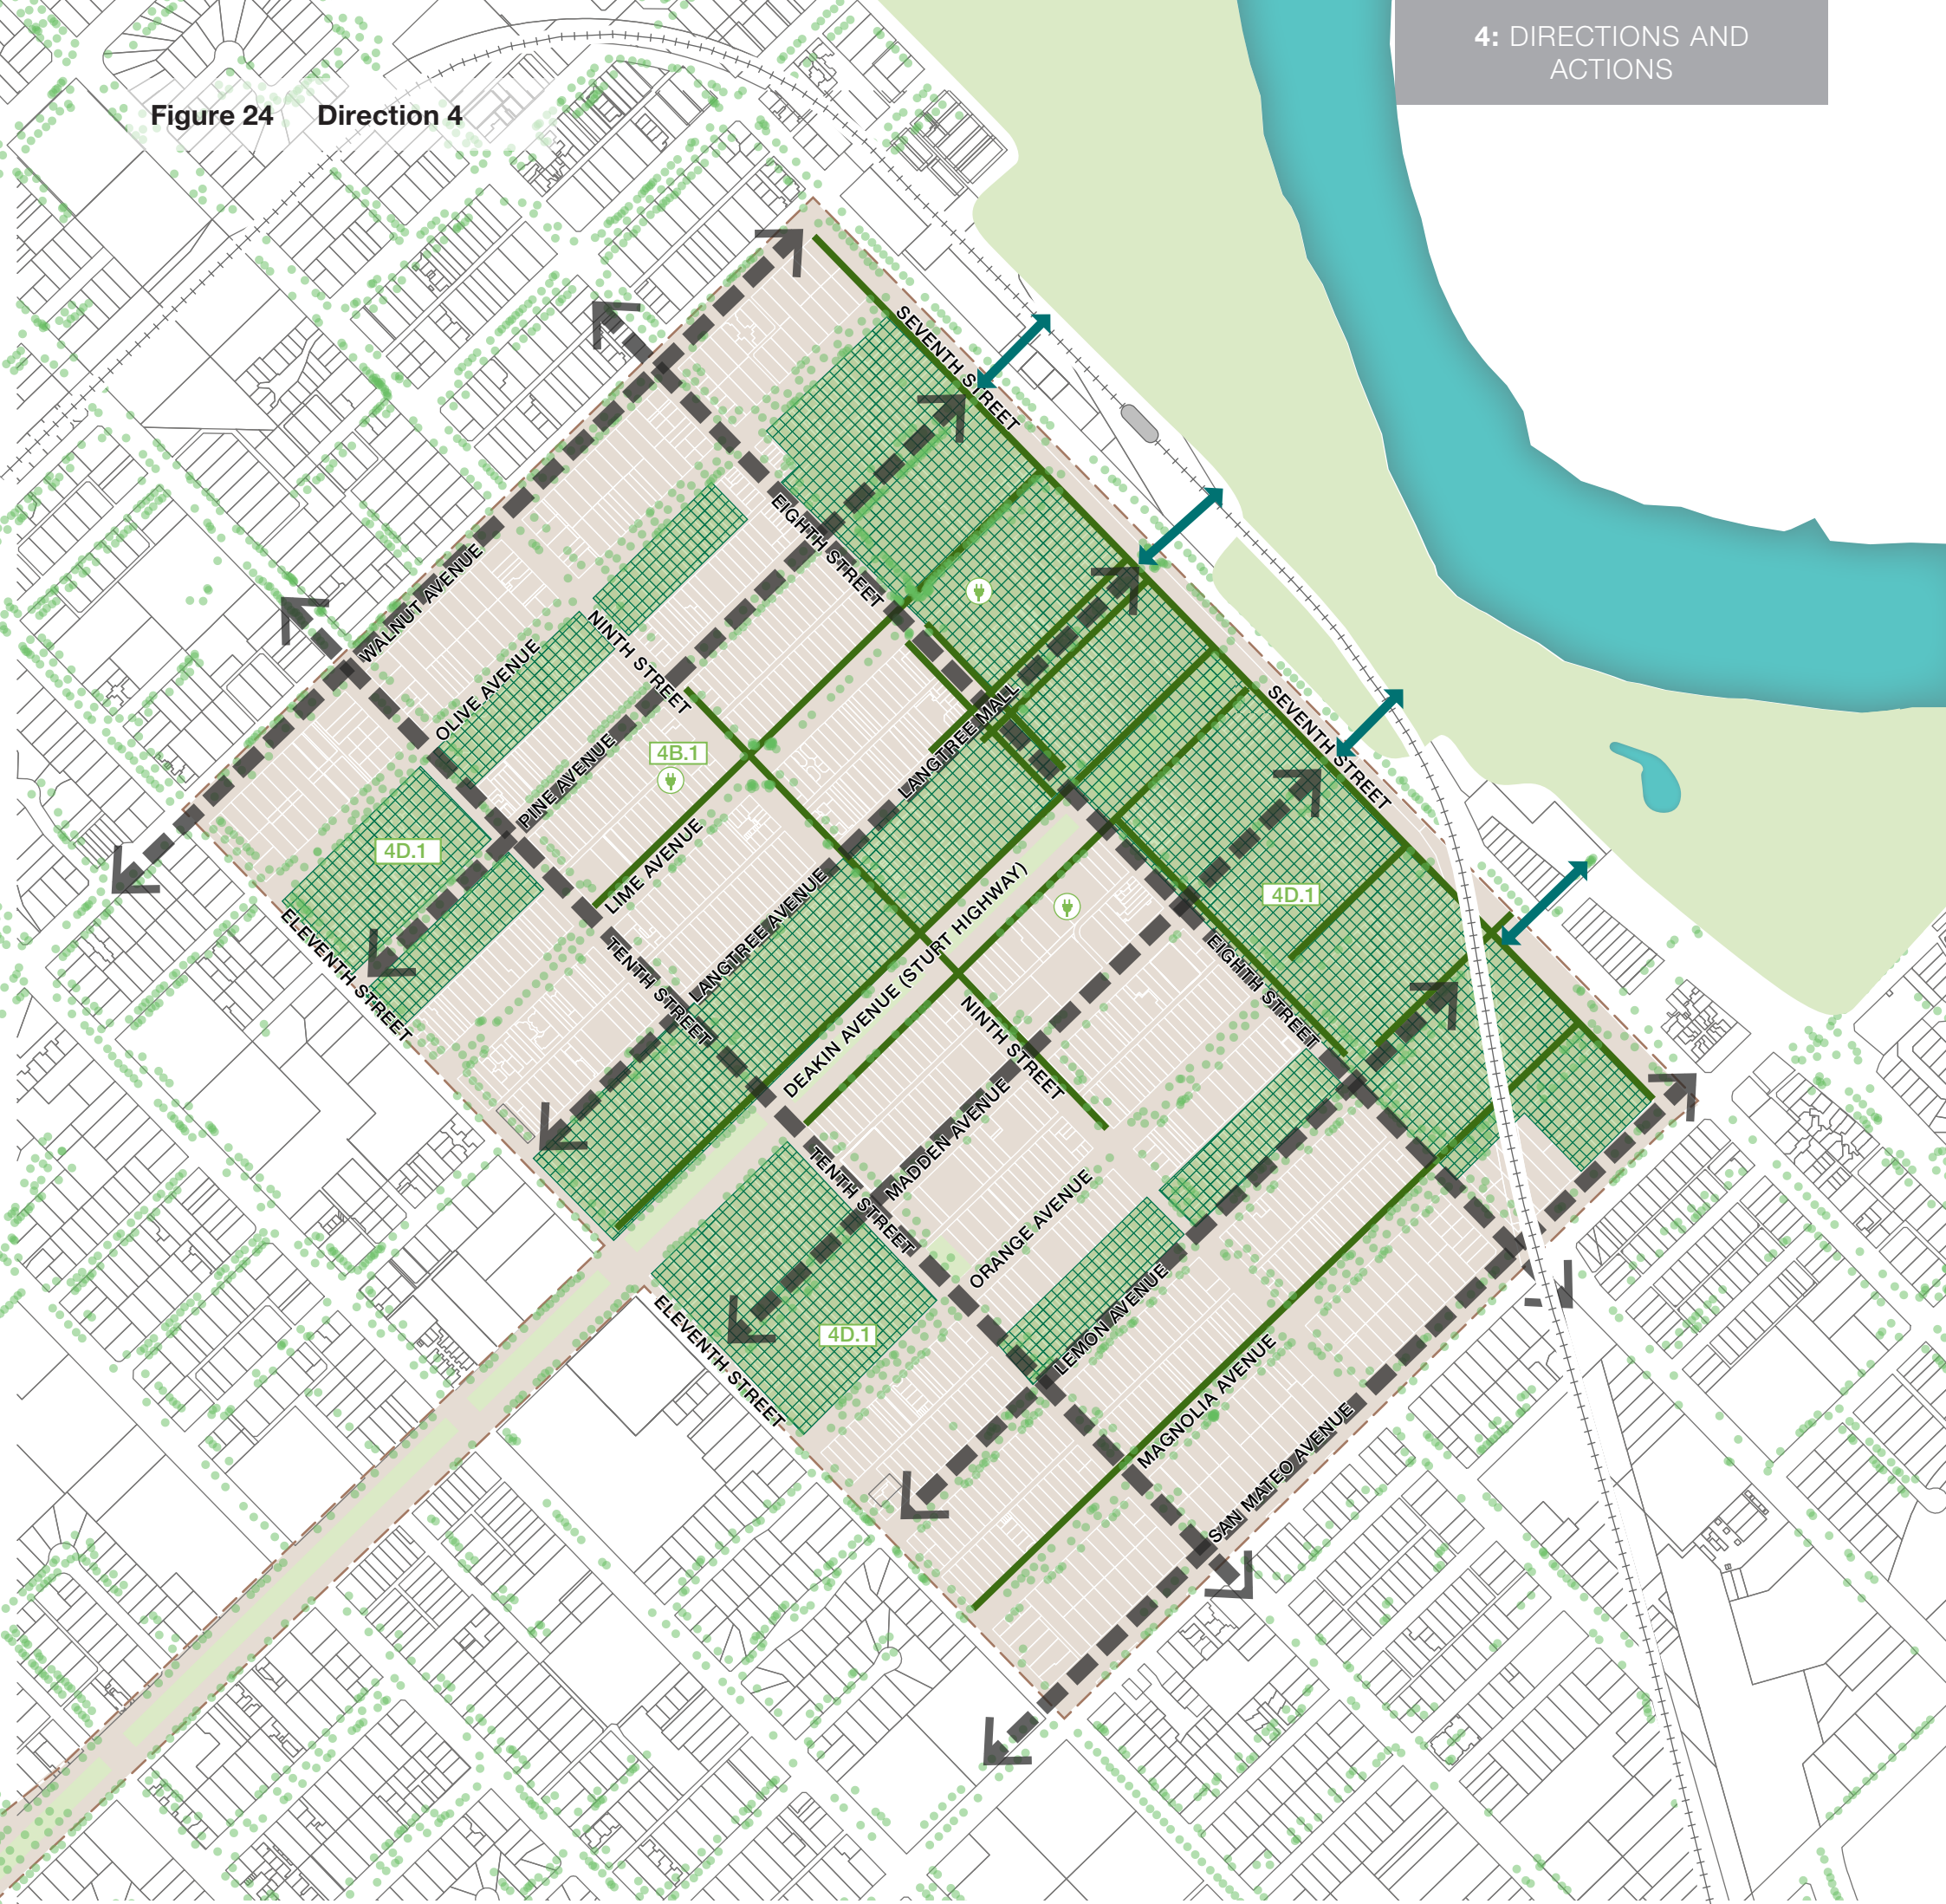 4: DIRECTIONS AND
ACTIONS
Figure 24 Direction 4
SEVENTH STREET
EIGHTH STREET
WALNUT AVENUE
NINTH STREET
OLIVE AVENUE
SEVENTH STREET
LANGTREE MALL
4B.1
PINE AVENUE
4D.1
LIME AVENUE
4D.1
LANGTREE AVENUE
ELEVENTH STREET
TENTH STREET
DEAKIN AVENUE (STURT HIGHWAY)
EIGHTH STREET
NINTH STREET
MADDEN AVENUE
TENTH STREET
ORANGE AVENUE
4D.1
LEMON AVENUE
ELEVENTH STREET
MAGNOLIA AVENUE
SAN MATEO AVENUE